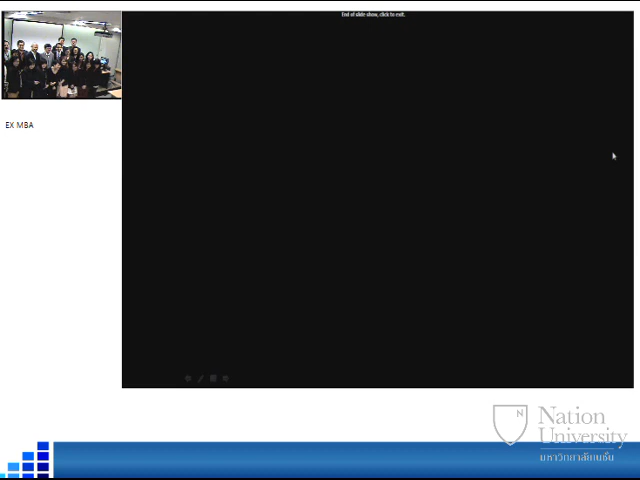 End of slide show, click to exit.
EX MBA
N
Nation
University
มหาวิทยาลัยเนชั่น